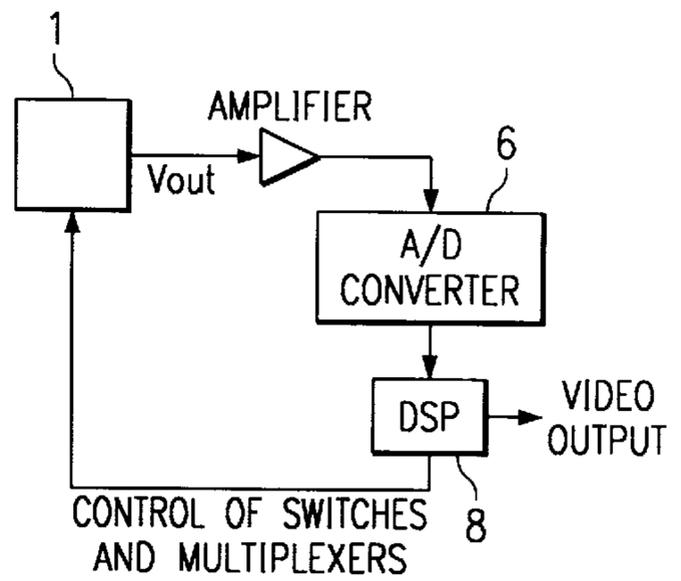 1
AMPLIFIER
Vout
6
A/D
CONVERTER
DSP
VIDEO
OUTPUT
8
CONTROL OF SWITCHES
AND MULTIPLEXERS